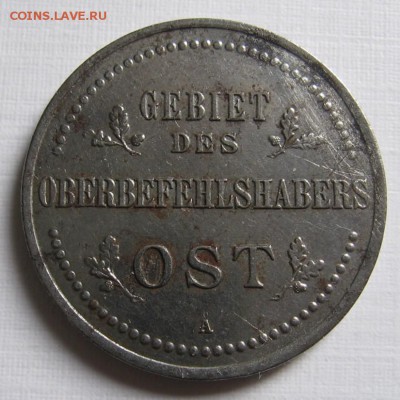 COINS.LAVE.RU
GEBIET
DES
OBERBEFEHLSHABERS
OST
A